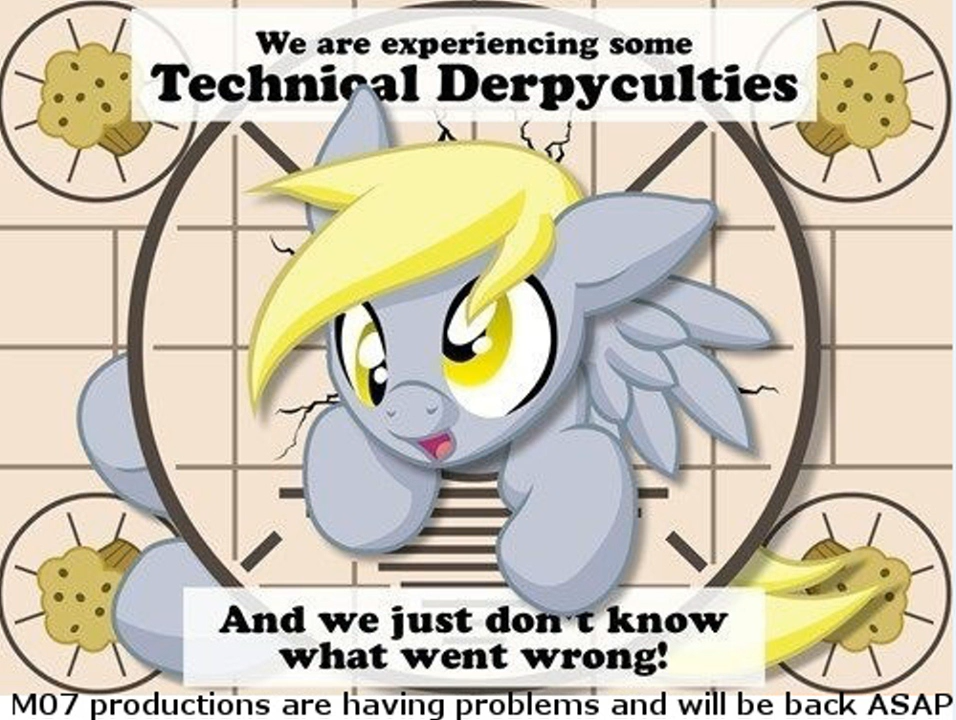 We are experiencing some
Technical Derpyculties
And we just don't know
what went wrong!
M07 productions are having problems and will be back ASAP